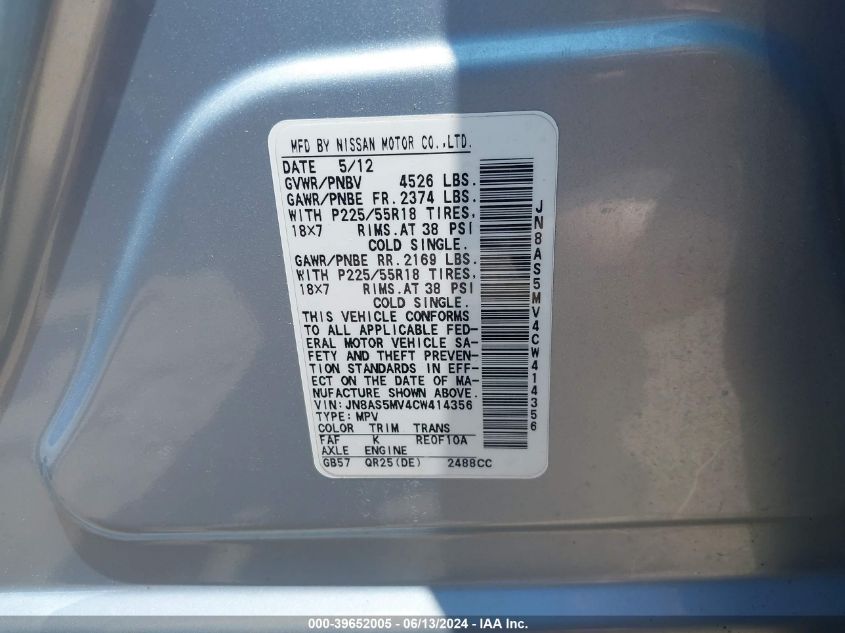 MFD BY NISSAN MOTOR CO.,LTD.
DATE 5/12
GVWR/PNBV 4526 LBS.
GAWR/PNBE FR. 2374 LBS.
WITH P225/55R18 TIRES,
18X7 RIMS.AT 38 PSI
COLD SINGLE.
GAWR/PNBE RR. 2169 LBS.
WITH P225/55R18 TIRES,
18X7 RIMS.AT 38 PSI
COLD SINGLE.
THIS VEHICLE CONFORMS
TO ALL APPLICABLE FED-
ERAL MOTOR VEHICLE SA-
FETY AND THEFT PREVEN-
TION STANDARDS IN EFF-
ECT ON THE DATE OF MA-
NUFACTURE SHOWN ABOVE.
VIN: JN8AS5MV4CW414356
TYPE: MPV
COLOR TRIM TRANS
FAF K RE0F10A
AXLE ENGINE
GB57 QR25(DE) 2488CC
JN8AS5MV4CW414356
000-39652005 - 06/13/2024 - IAA Inc.